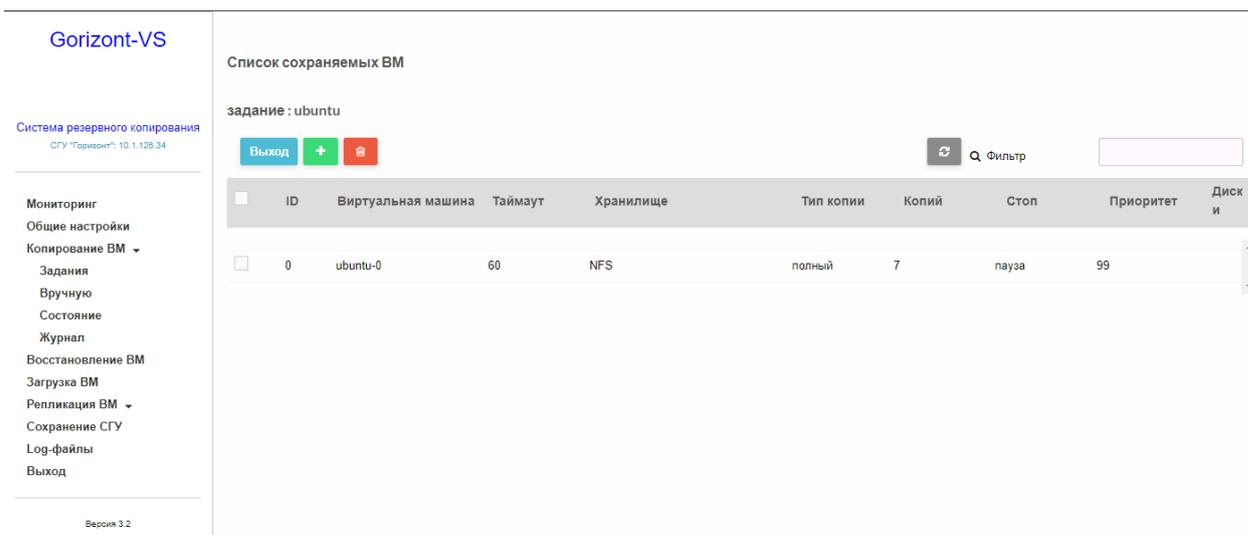 Gorizont-VS
Система резервного копирования
СГУ "Горизонт": 10.1.126.34
Мониторинг
Общие настройки
Копирование ВМ
Задания
Вручную
Состояние
Журнал
Восстановление ВМ
Загрузка ВМ
Репликация ВМ
Сохранение СГУ
Log-файлы
Выход
Версия 3.2
Список сохраняемых ВМ
задание : ubuntu
Выход + Фильтр
ID Виртуальная машина Таймаут Хранилище Тип копии Копий Стоп Приоритет Диск
и
0 ubuntu-0 60 NFS полный 7 пауза 99